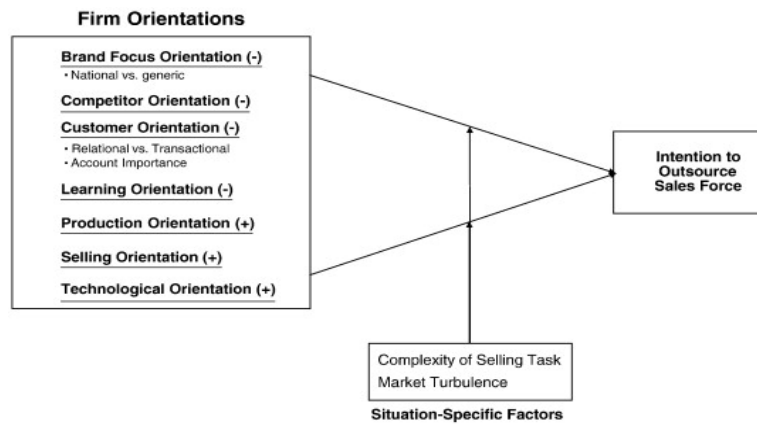 Firm Orientations
Brand Focus Orientation (-)
• National vs. generic
Competitor Orientation (-)
Customer Orientation (-)
• Relational vs. Transactional
• Account Importance
Learning Orientation (-)
Production Orientation (+)
Selling Orientation (+)
Technological Orientation (+)
Intention to
Outsource
Sales Force
Complexity of Selling Task
Market Turbulence
Situation-Specific Factors